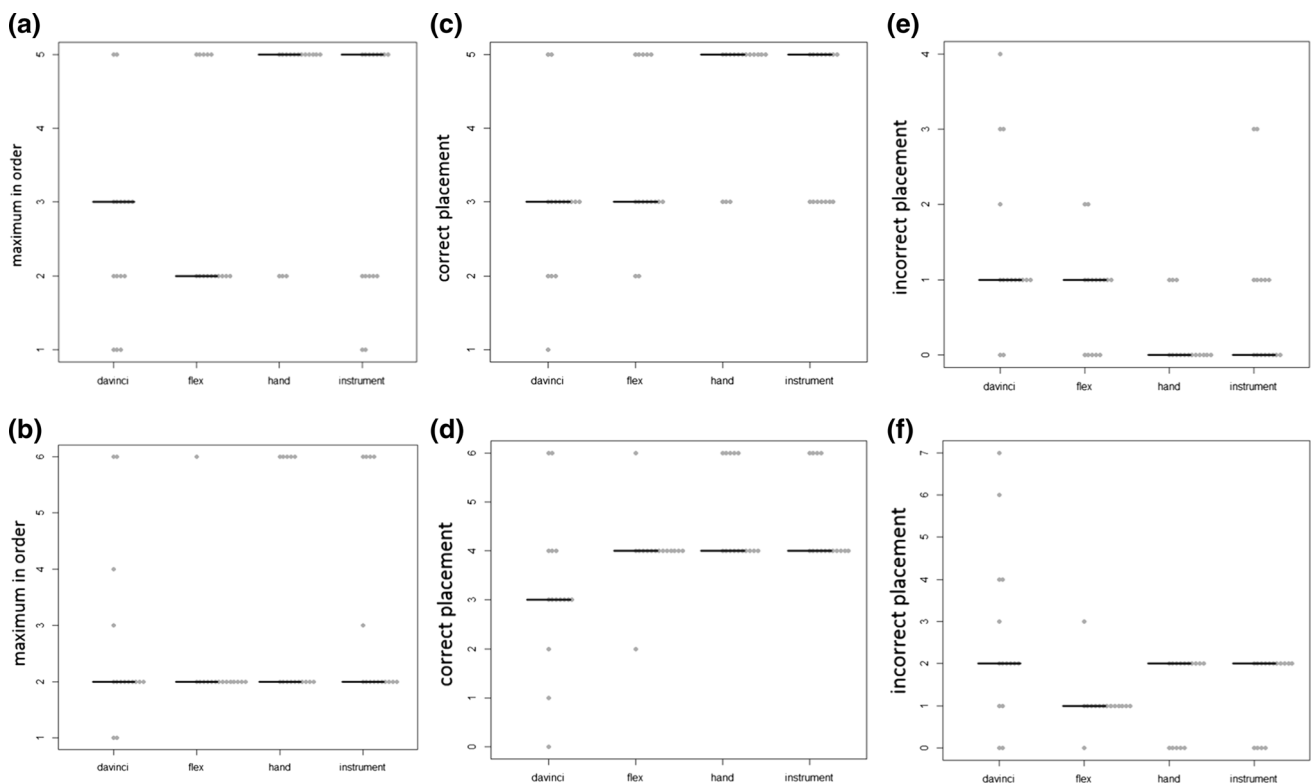 (a)
maximum in order
5
4
3
2
1
davinci flex hand instrument
(c)
correct placement
5
4
3
2
1
davinci flex hand instrument
(e)
incorrect placement
4
3
2
1
0
davinci flex hand instrument
(b)
maximum in order
6
5
4
3
2
1
davinci flex hand instrument
(d)
correct placement
6
5
4
3
2
1
0
davinci flex hand instrument
(f)
incorrect placement
7
6
5
4
3
2
1
0
davinci flex hand instrument